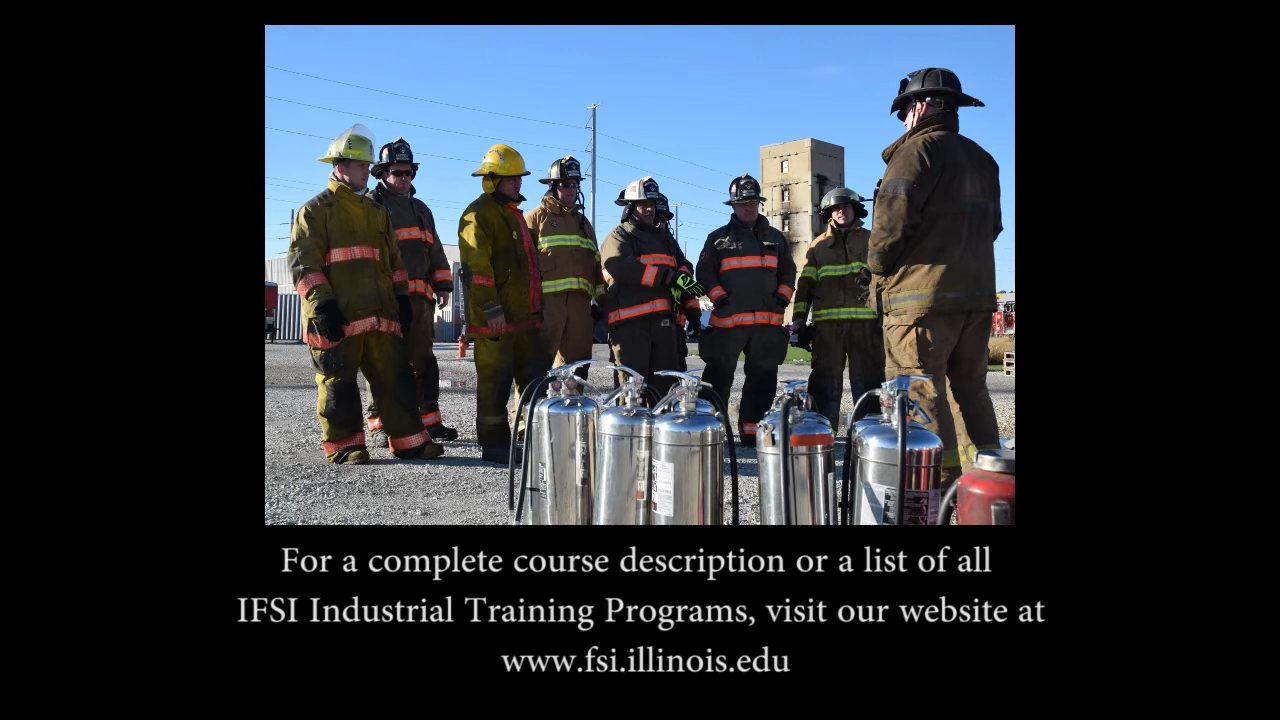 For a complete course description or a list of all
IFSI Industrial Training Programs, visit our website at
www.fsi.illinois.edu